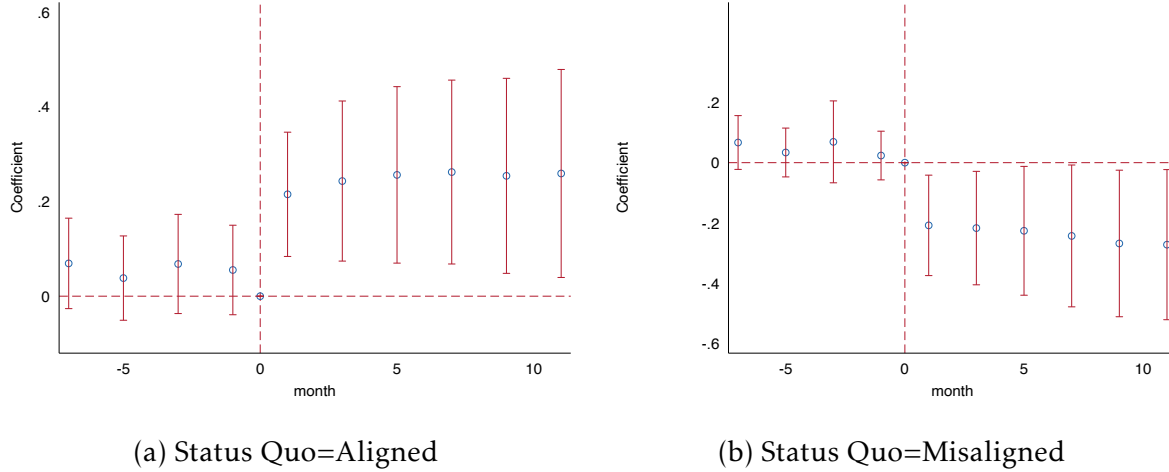 .6
.4
.2
0
Coefficient
-5
0
5
10
month
(a) Status Quo=Aligned
.2
0
-.2
-.4
-.6
Coefficient
-5
0
5
10
month
(b) Status Quo=Misaligned